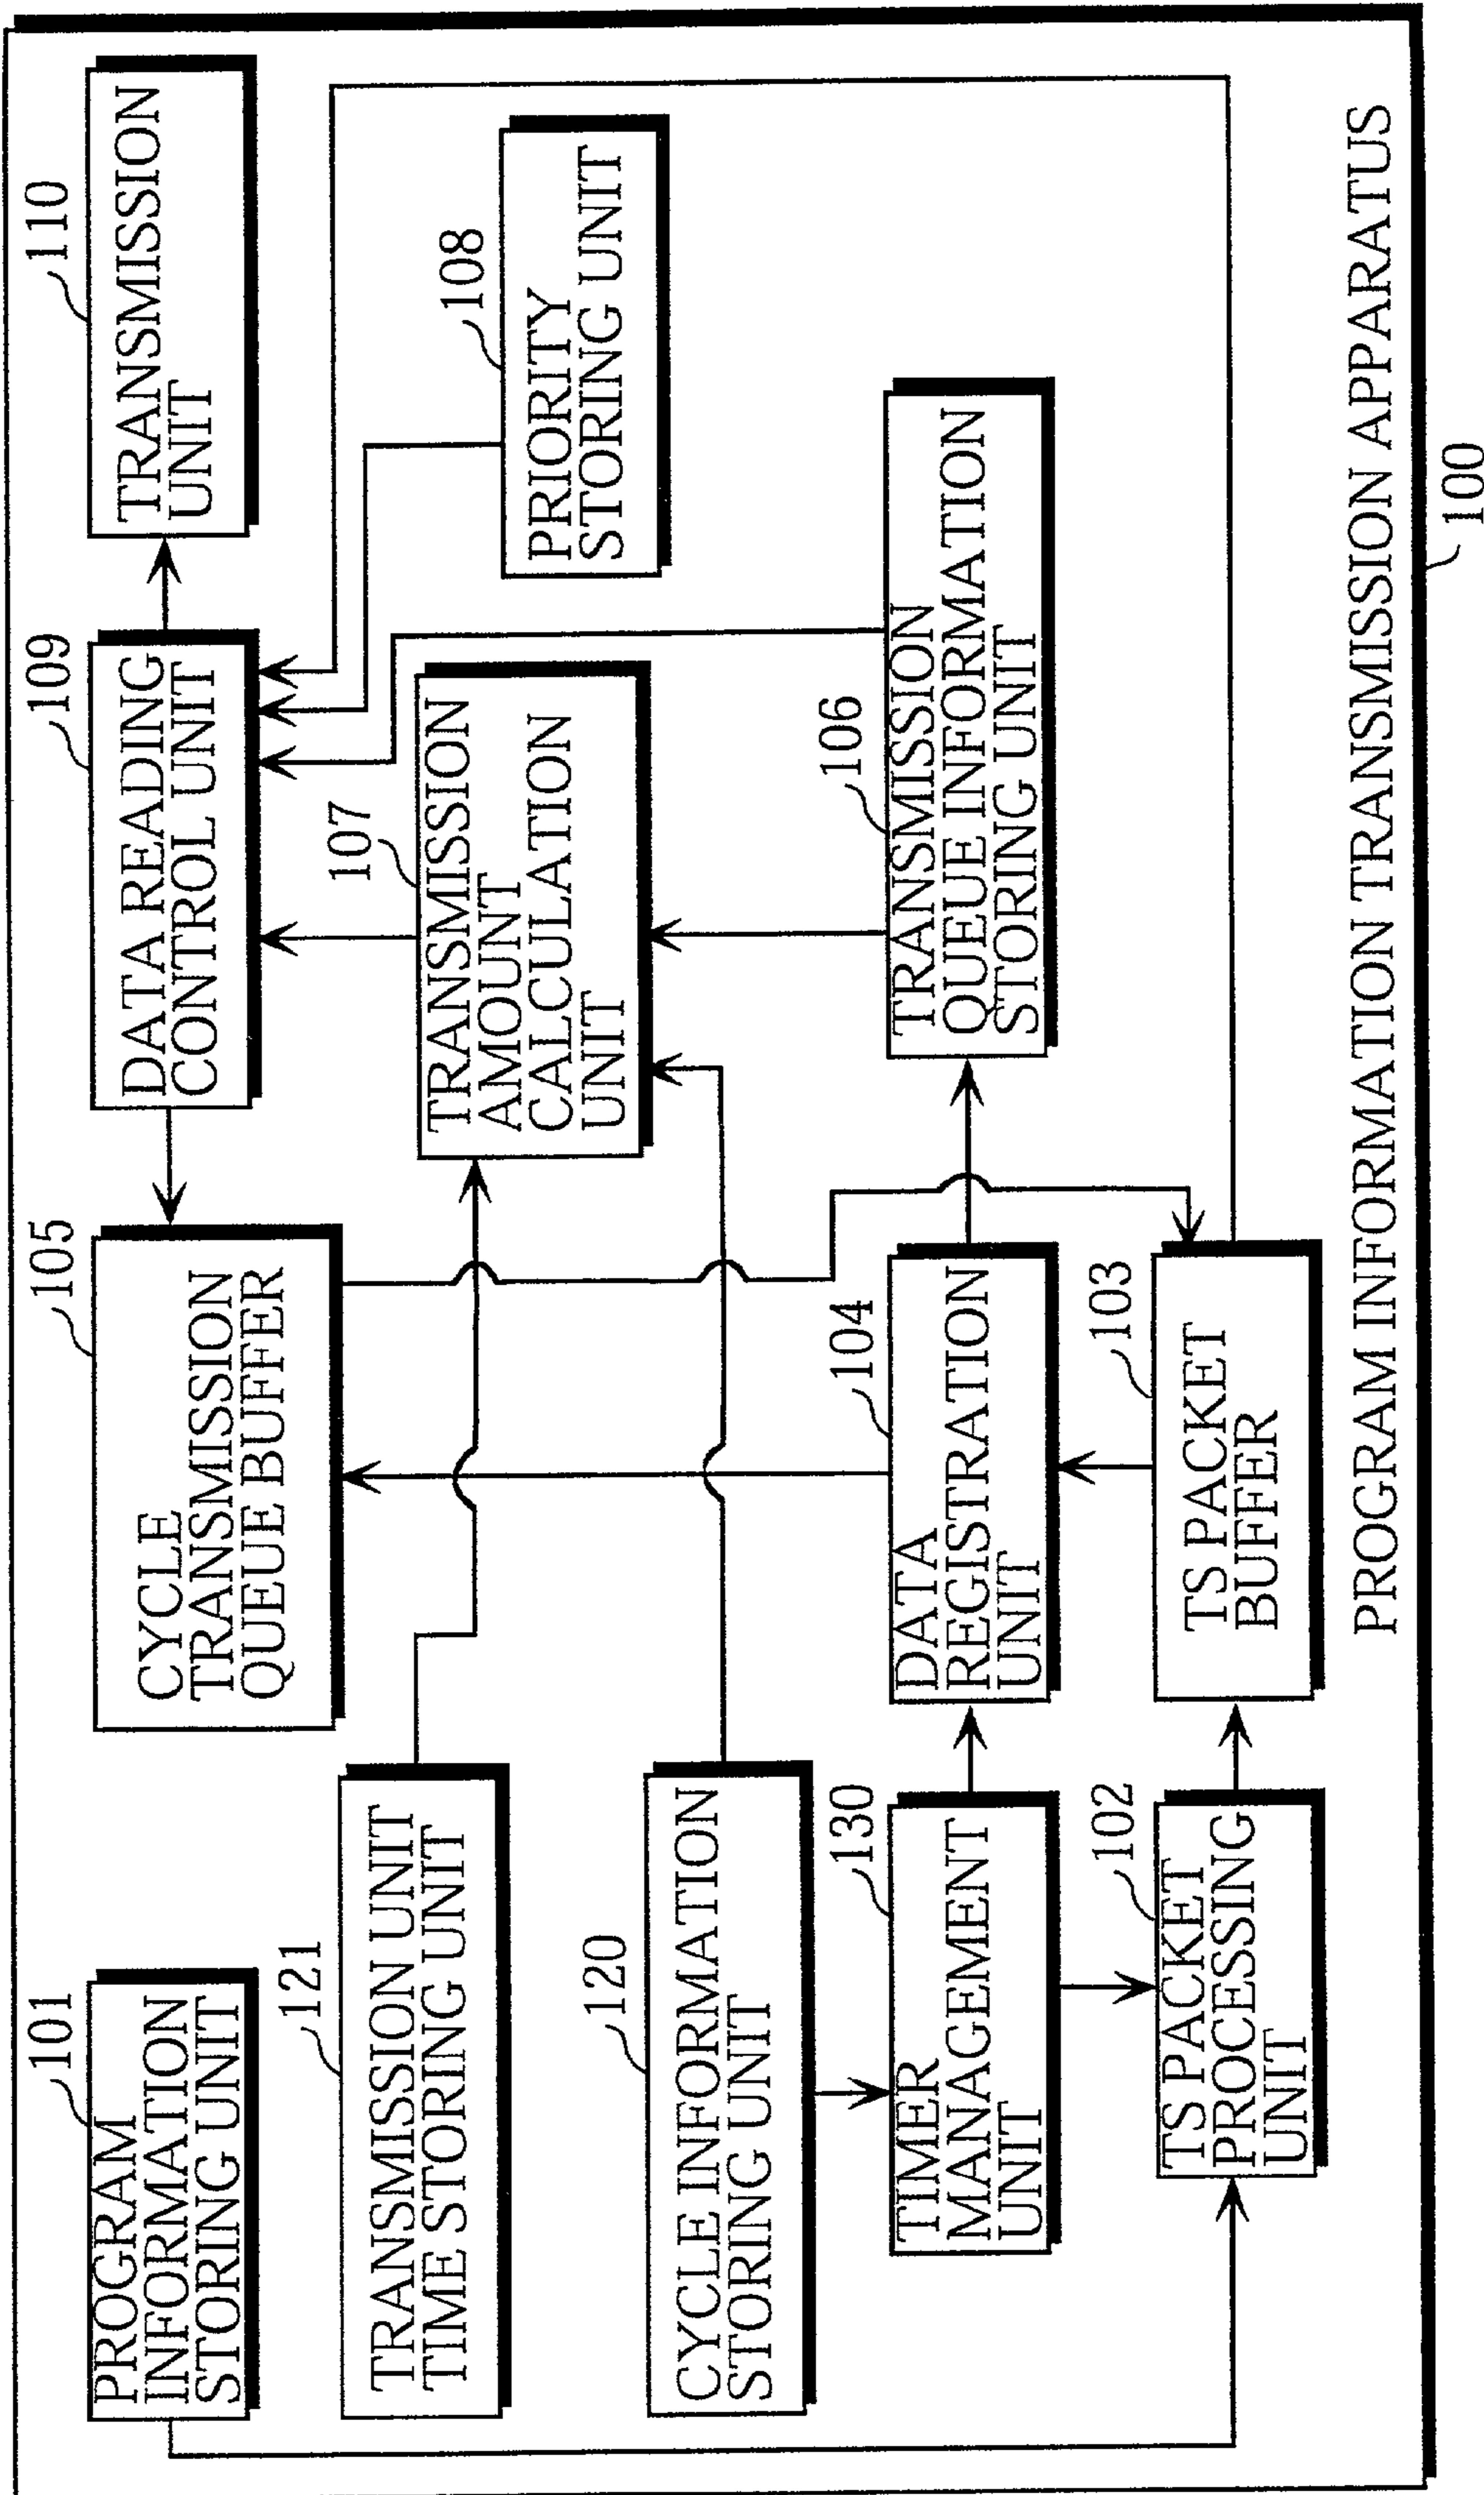 101
PROGRAM
INFORMATION
STORING UNIT
105
CYCLE
TRANSMISSION
QUEUE BUFFER
109
DATA READING
CONTROL UNIT
110
TRANSMISSION
UNIT
121
TRANSMISSION UNIT
TIME STORING UNIT
107
TRANSMISSION
AMOUNT
CALCULATION
UNIT
108
PRIORITY
STORING UNIT
120
CYCLE INFORMATION
STORING UNIT
130
TIMER
MANAGEMENT
UNIT
104
DATA
REGISTRATION
UNIT
106
TRANSMISSION
QUEUE INFORMATION
STORING UNIT
102
TS PACKET
PROCESSING
UNIT
103
TS PACKET
BUFFER
PROGRAM INFORMATION TRANSMISSION APPARATUS
100